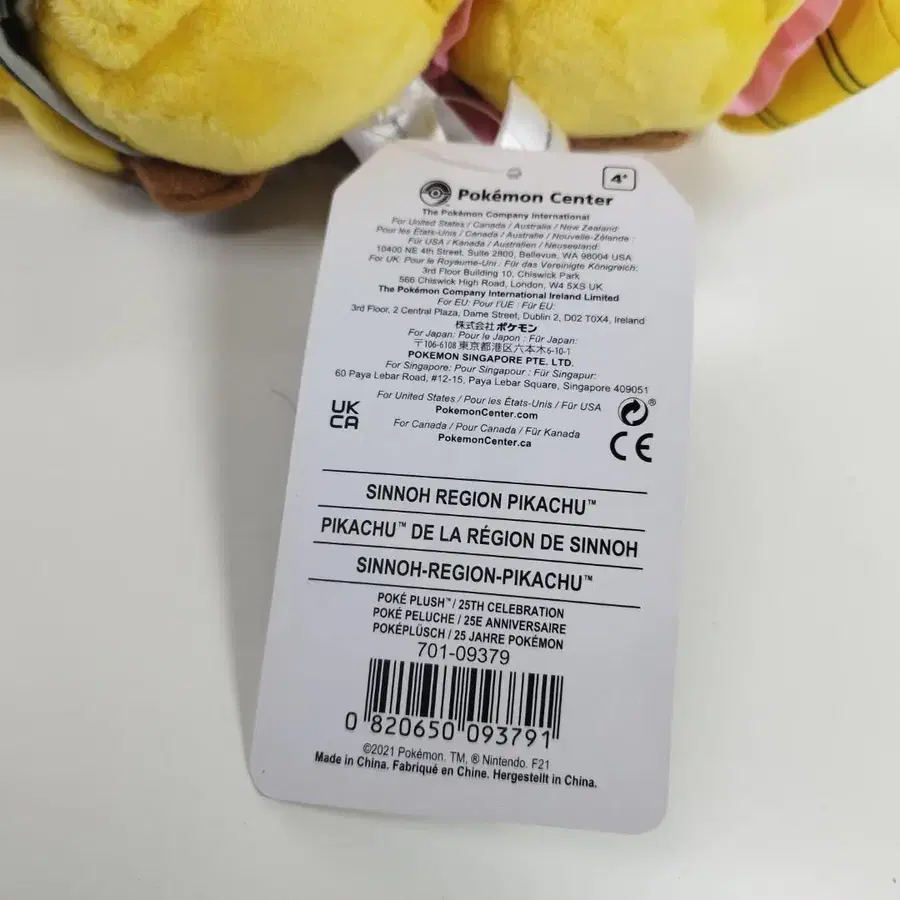 4+
Pokémon Center
The Pokémon Company International
For United States / Canada / Australia / New Zealand:
Pour les États-Unis / Canada / Australie / Nouvelle-Zélande :
Für USA / Kanada / Australien / Neuseeland:
10400 NE 4th Street, Suite 2800, Bellevue, WA 98004 USA
For UK: Pour le Royaume-Uni : Für das Vereinigte Königreich:
3rd Floor Building 10, Chiswick Park
566 Chiswick High Road, London, W4 5XS UK
The Pokémon Company International Ireland Limited
For EU: Pour l'UE : Für EU:
3rd Floor, 2 Central Plaza, Dame Street, Dublin 2, D02 T0X4, Ireland
株式会社 ポケモン
For Japan: Pour le Japon : Für Japan:
〒106-6108 東京都港区六本木6-10-1
POKEMON SINGAPORE PTE. LTD.
For Singapore: Pour Singapour : Für Singapur:
60 Paya Lebar Road, #12-15, Paya Lebar Square, Singapore 409051
For United States / Pour les États-Unis / Für USA
PokemonCenter.com
For Canada / Pour Canada / Für Kanada
PokemonCenter.ca
UK
CA
®
CE
SINNOH REGION PIKACHU™
PIKACHU™ DE LA RÉGION DE SINNOH
SINNOH-REGION-PIKACHU™
POKÉ PLUSH™ / 25TH CELEBRATION
POKÉ PELUCHE / 25E ANNIVERSAIRE
POKÉPLÜSCH / 25 JAHRE POKÉMON
701-09379
0 820650 093791
©2021 Pokémon. TM, ® Nintendo. F21
Made in China. Fabriqué en Chine. Hergestellt in China.